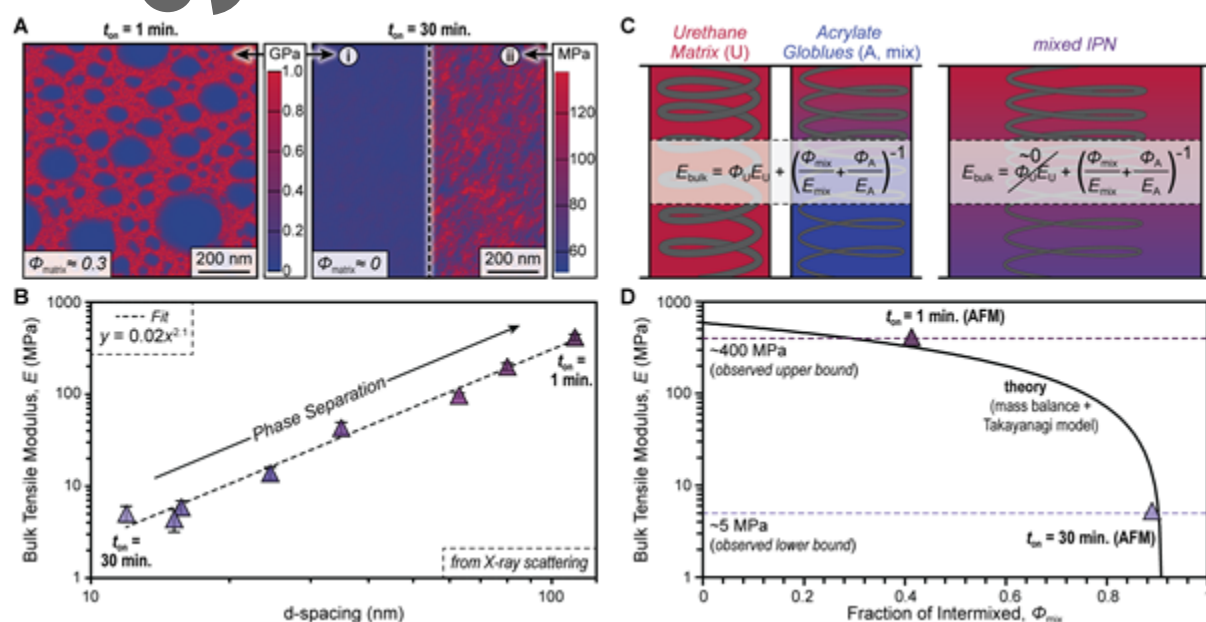 A
t_on = 1 min.
t_on = 30 min.
GPa
i
ii
MPa
1.0
0.8
0.6
0.4
0.2
0
120
100
80
60
Φ_matrix ≈ 0.3
200 nm
Φ_matrix ≈ 0
200 nm
C
Urethane
Matrix (U)
Acrylate
Globlues (A, mix)
mixed IPN
E_bulk = Φ_U E_U + (Φ_mix/E_mix + Φ_A/E_A)^-1
~0
E_bulk = Φ_U E_U + (Φ_mix/E_mix + Φ_A/E_A)^-1
B
Bulk Tensile Modulus, E (MPa)
1000
100
10
1
----- Fit
y = 0.02x^2.1
Phase Separation
t_on =
1 min.
t_on =
30 min.
from X-ray scattering
10
100
d-spacing (nm)
D
Bulk Tensile Modulus, E (MPa)
1000
100
10
1
t_on = 1 min. (AFM)
~400 MPa
(observed upper bound)
theory
(mass balance +
Takayanagi model)
~5 MPa
(observed lower bound)
t_on = 30 min. (AFM)
0
0.2
0.4
0.6
0.8
Fraction of Intermixed, Φ_mix